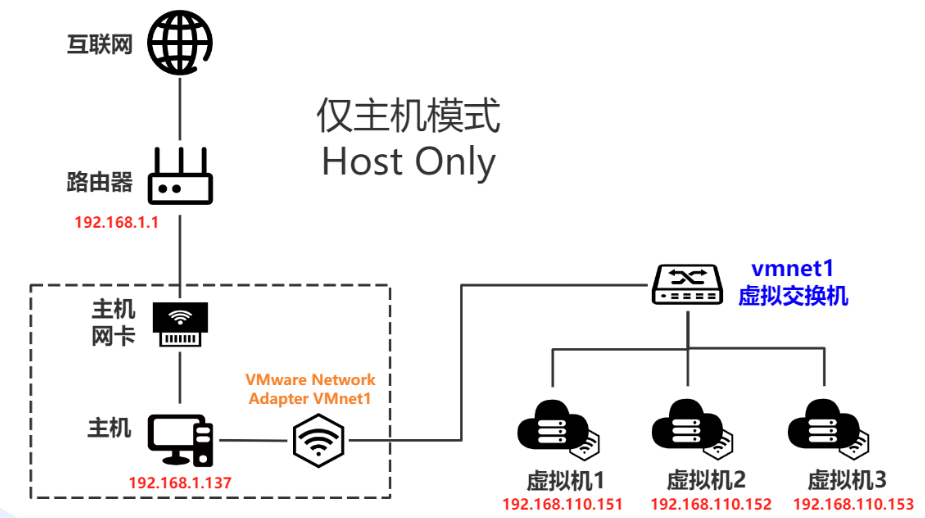 互联网
仅主机模式
Host Only
路由器
192.168.1.1
主机
网卡
主机
192.168.1.137
VMware Network
Adapter VMnet1
vmnet1
虚拟交换机
虚拟机1
192.168.110.151
虚拟机2
192.168.110.152
虚拟机3
192.168.110.153